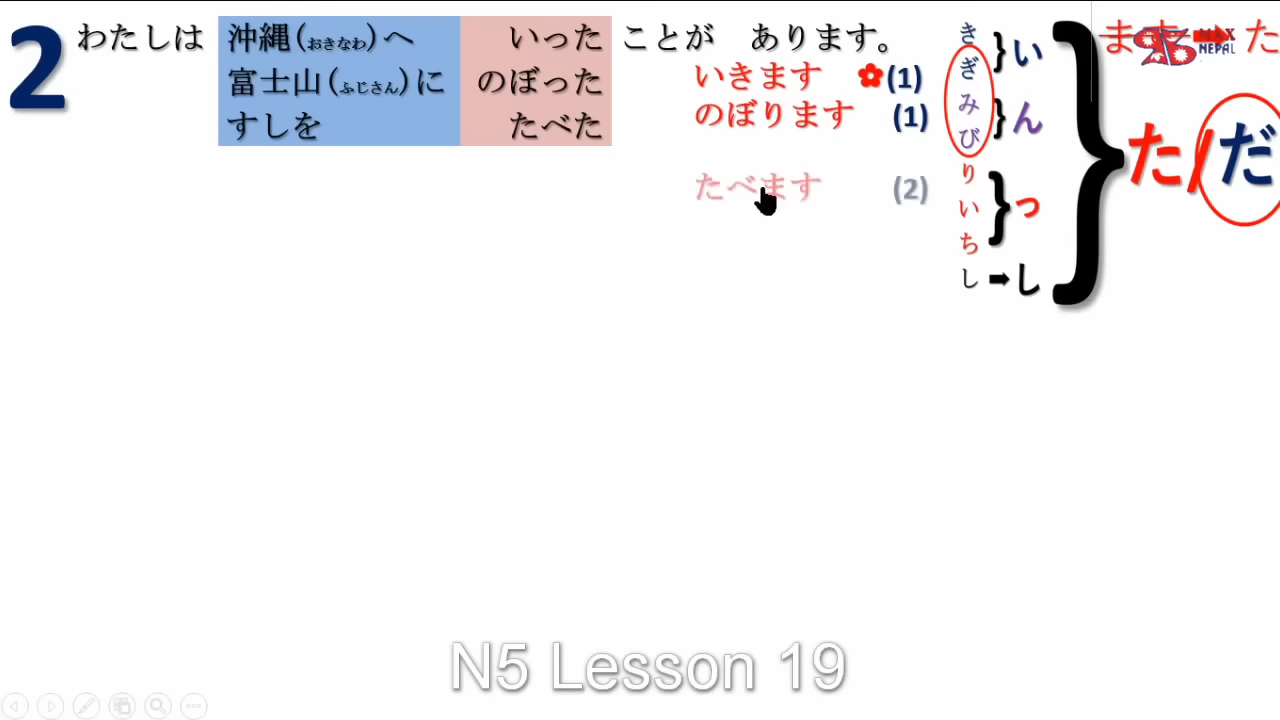 2
わたしは 沖縄(おきなわ)へ いった ことが あります。
富士山(ふじさん)に のぼった
すしを たべた
いきます ✿(1)
のぼります (1)
たべます (2)
き
ぎ
} い
み
び
} ん
り
い
ち
} っ
し ➡ し
た/だ
ます た
MAX
NEPAL
N5 Lesson 19